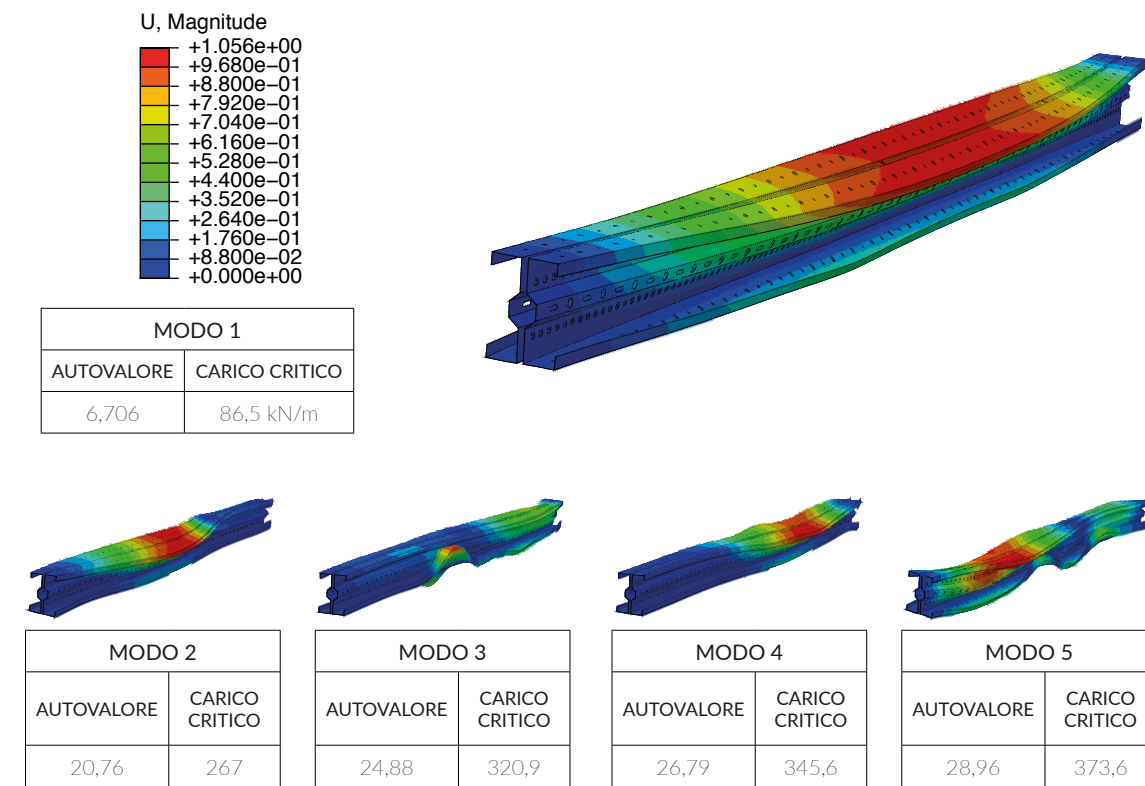 U, Magnitude
+1.056e+00
+9.680e−01
+8.800e−01
+7.920e−01
+7.040e−01
+6.160e−01
+5.280e−01
+4.400e−01
+3.520e−01
+2.640e−01
+1.760e−01
+8.800e−02
+0.000e+00
MODO 1
AUTOVALORE CARICO CRITICO
6,706 86,5 kN/m
MODO 2
AUTOVALORE CARICO CRITICO
20,76 267
MODO 3
AUTOVALORE CARICO CRITICO
24,88 320,9
MODO 4
AUTOVALORE CARICO CRITICO
26,79 345,6
MODO 5
AUTOVALORE CARICO CRITICO
28,96 373,6